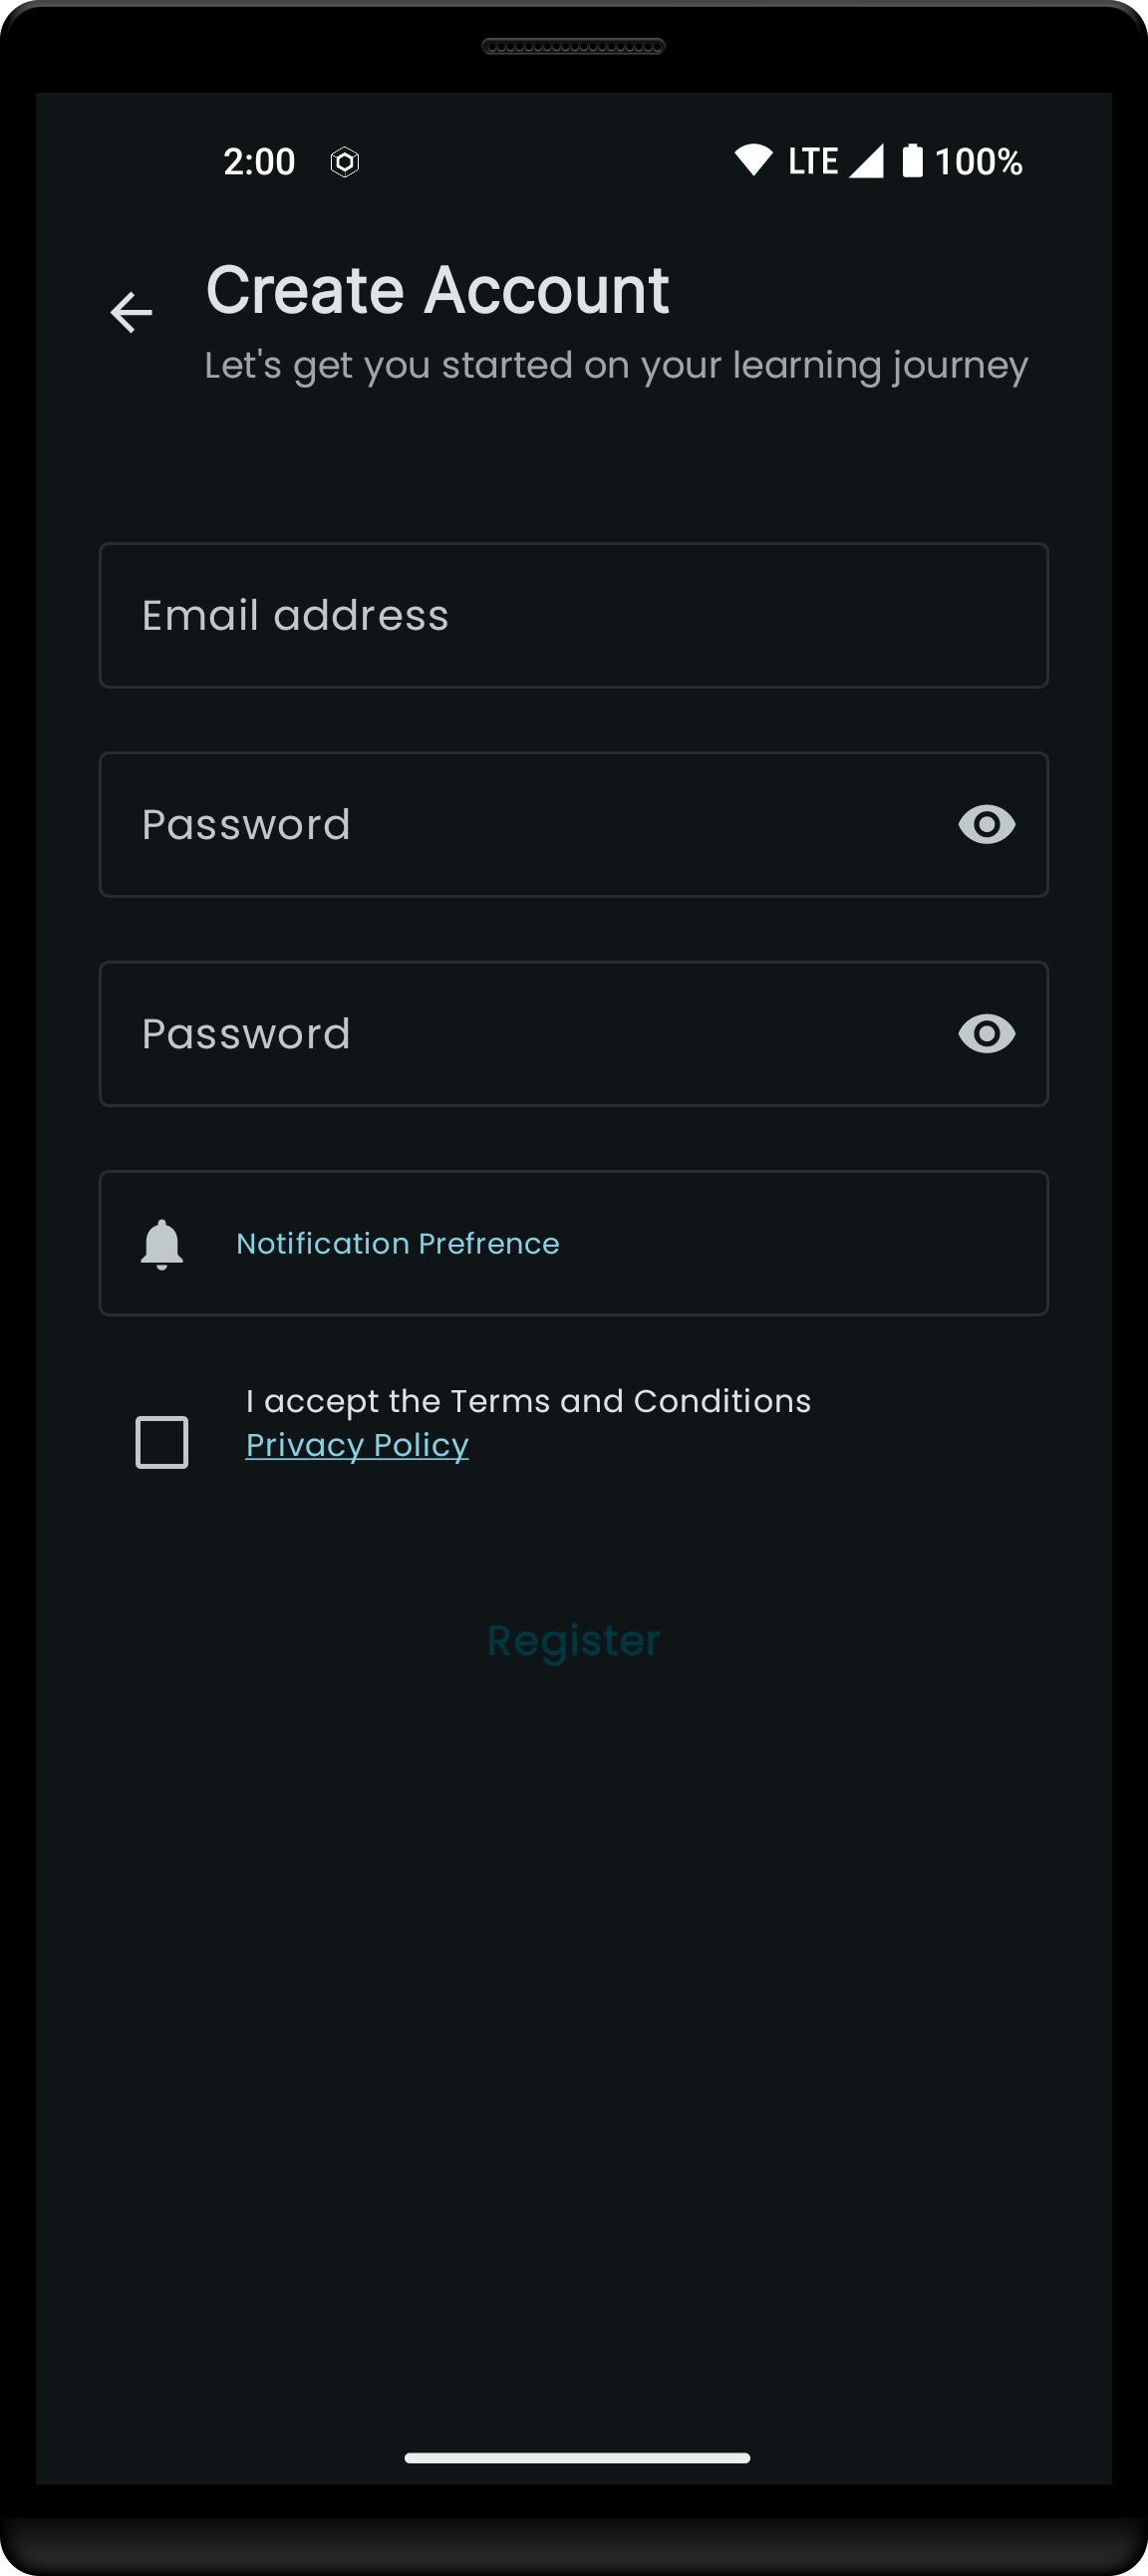 2:00 LTE 100%
Create Account
Let's get you started on your learning journey
Email address
Password
Password
Notification Prefrence
I accept the Terms and Conditions
Privacy Policy
Register